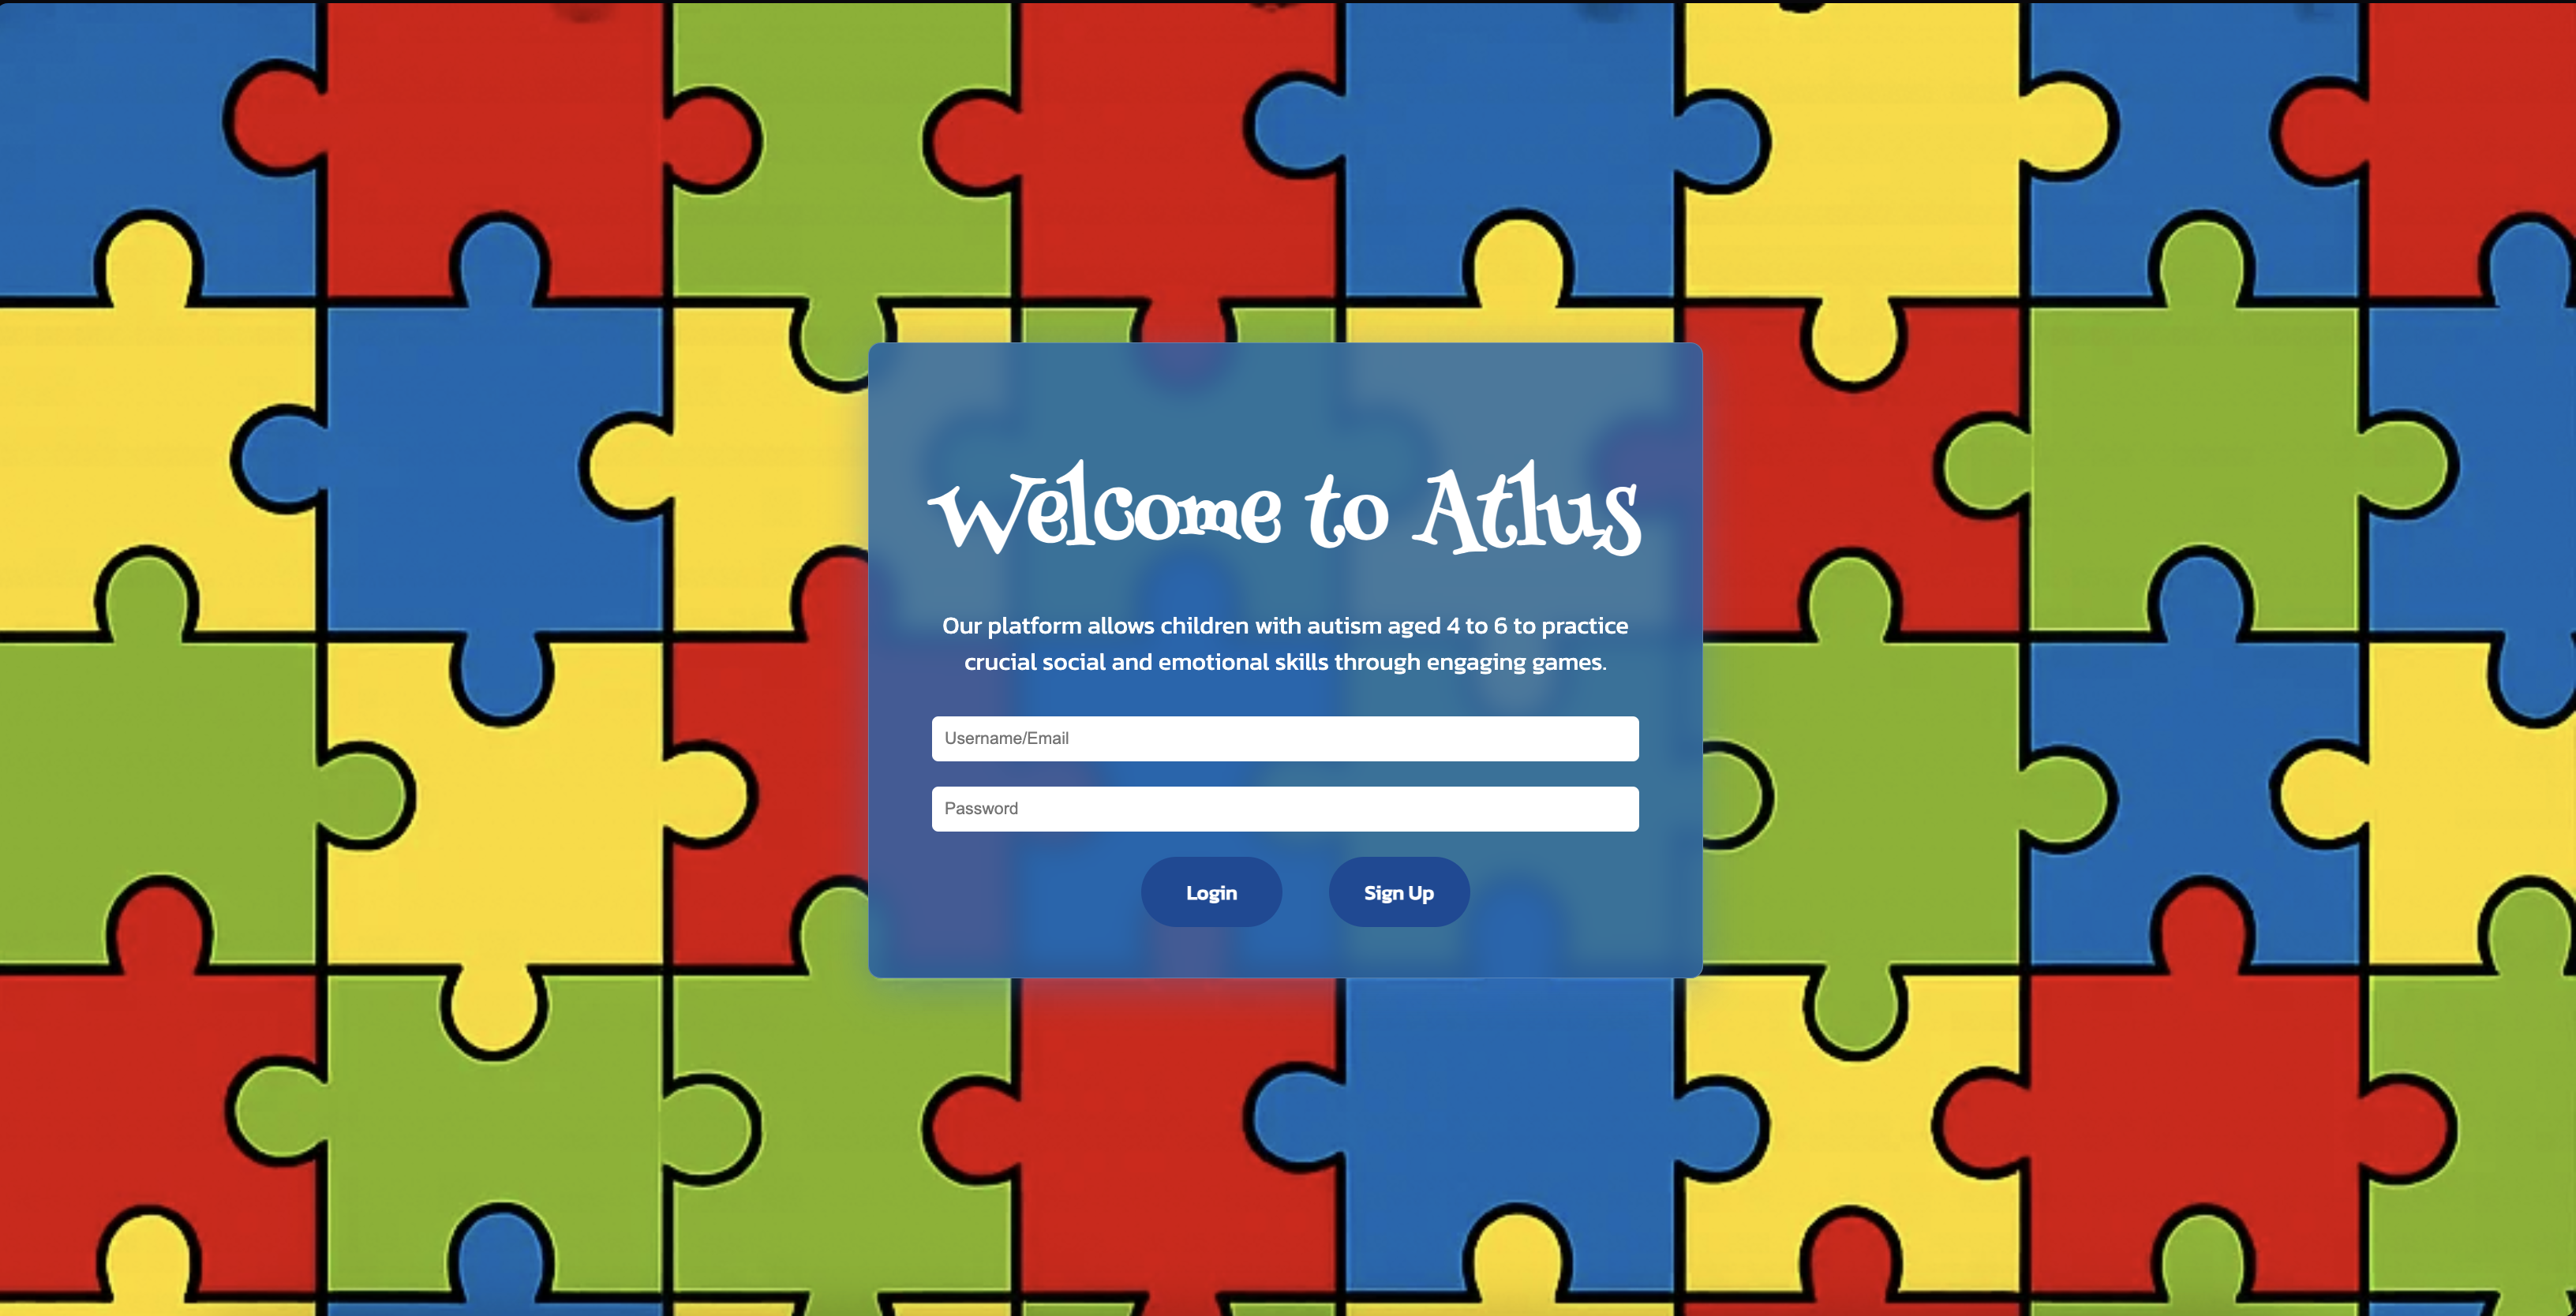 Welcome to Atlus
Our platform allows children with autism aged 4 to 6 to practice
crucial social and emotional skills through engaging games.
Username/Email
Password
Login
Sign Up